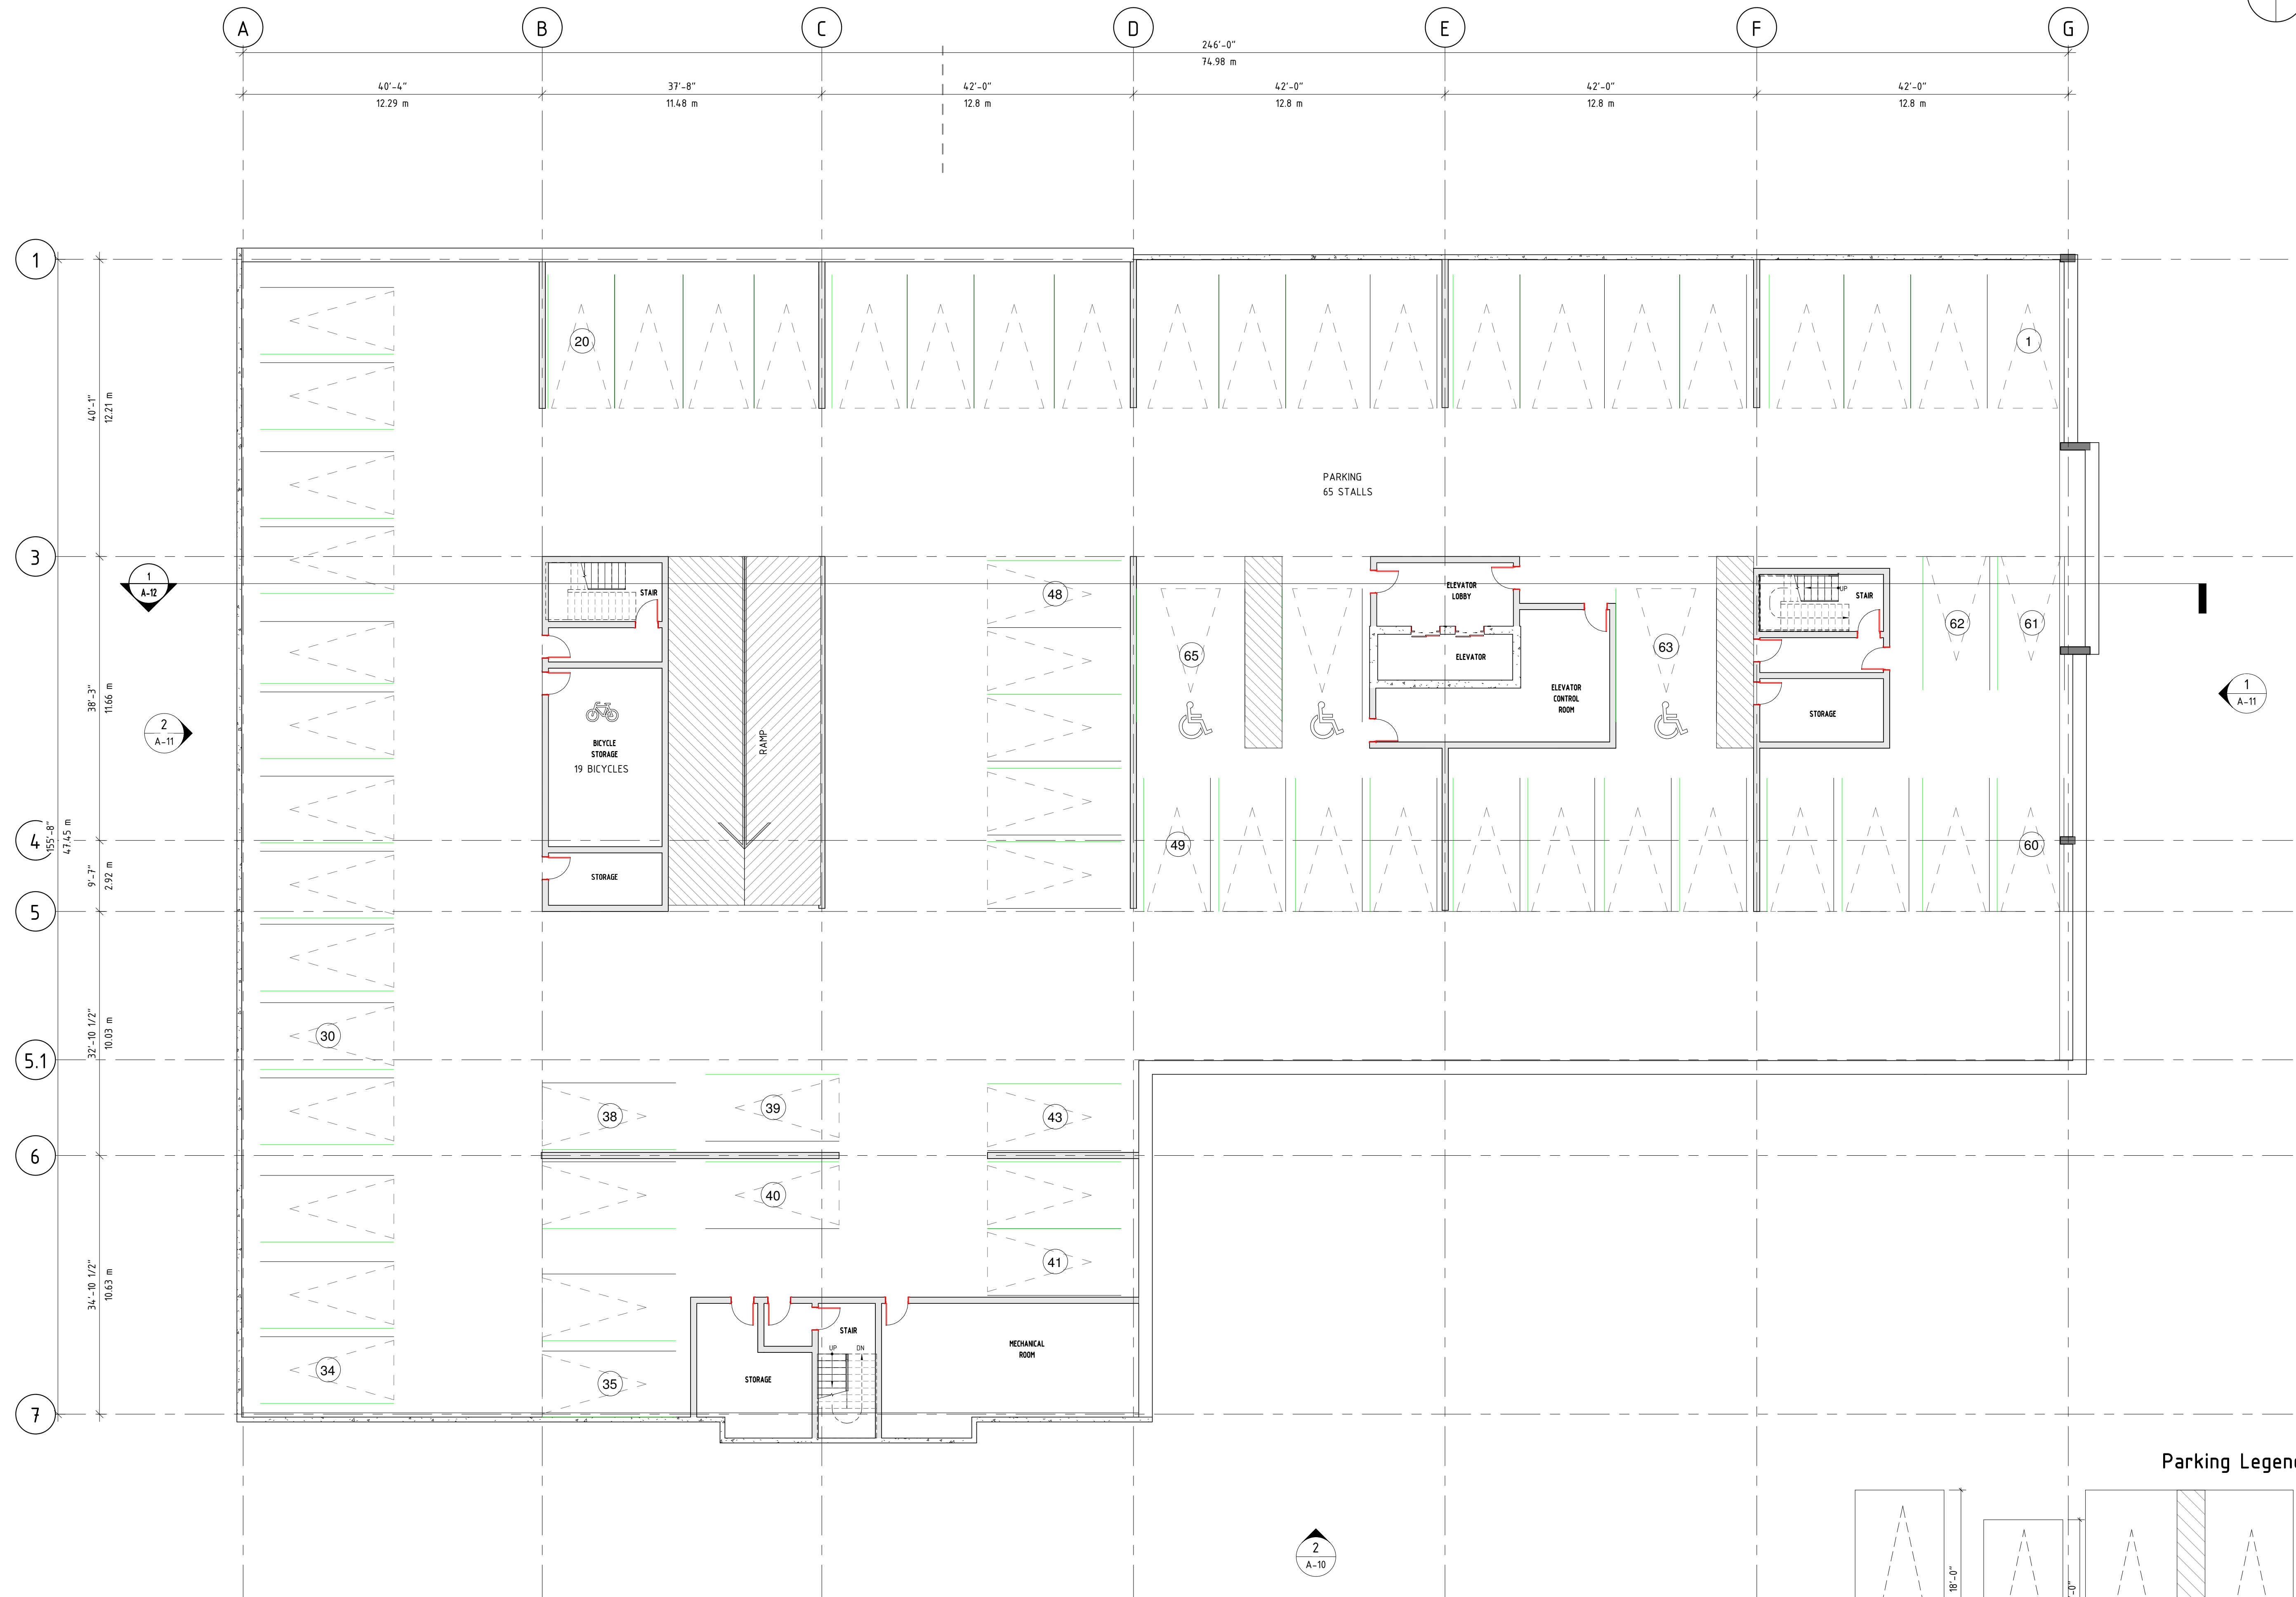 A
B
C
D
E
F
G
246'-0"
74.98 m
40'-4"
12.29 m
37'-8"
11.48 m
42'-0"
12.8 m
42'-0"
12.8 m
42'-0"
12.8 m
42'-0"
12.8 m
1
3
4
5
5.1
6
7
155'-8"
47.45 m
40'-1"
12.21 m
38'-3"
11.66 m
9'-7"
2.92 m
32'-10 1/2"
10.03 m
34'-10 1/2"
10.63 m
20
1
PARKING
65 STALLS
1
A-12
2
A-11
1
A-11
STAIR
BICYCLE
STORAGE
19 BICYCLES
STORAGE
RAMP
48
65
ELEVATOR
LOBBY
ELEVATOR
ELEVATOR
CONTROL
ROOM
63
UP
STAIR
STORAGE
62
61
49
60
30
38
39
43
40
41
34
35
STAIR
UP
DN
STORAGE
MECHANICAL
ROOM
2
A-10
Parking Legen
18'-0"
-0"